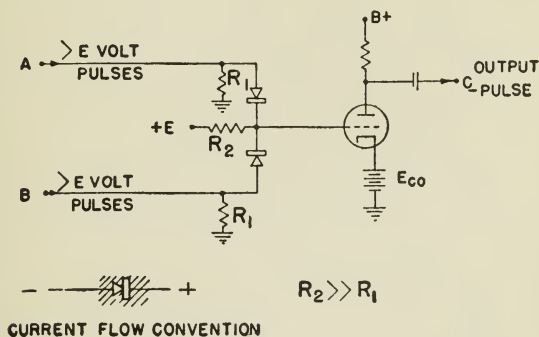 B+
> E VOLT
A
PULSES
R1
OUTPUT
C
-PULSE
+E
R2
Eco
> E VOLT
B
PULSES
R1
- - +
R2 >> R1
CURRENT FLOW CONVENTION